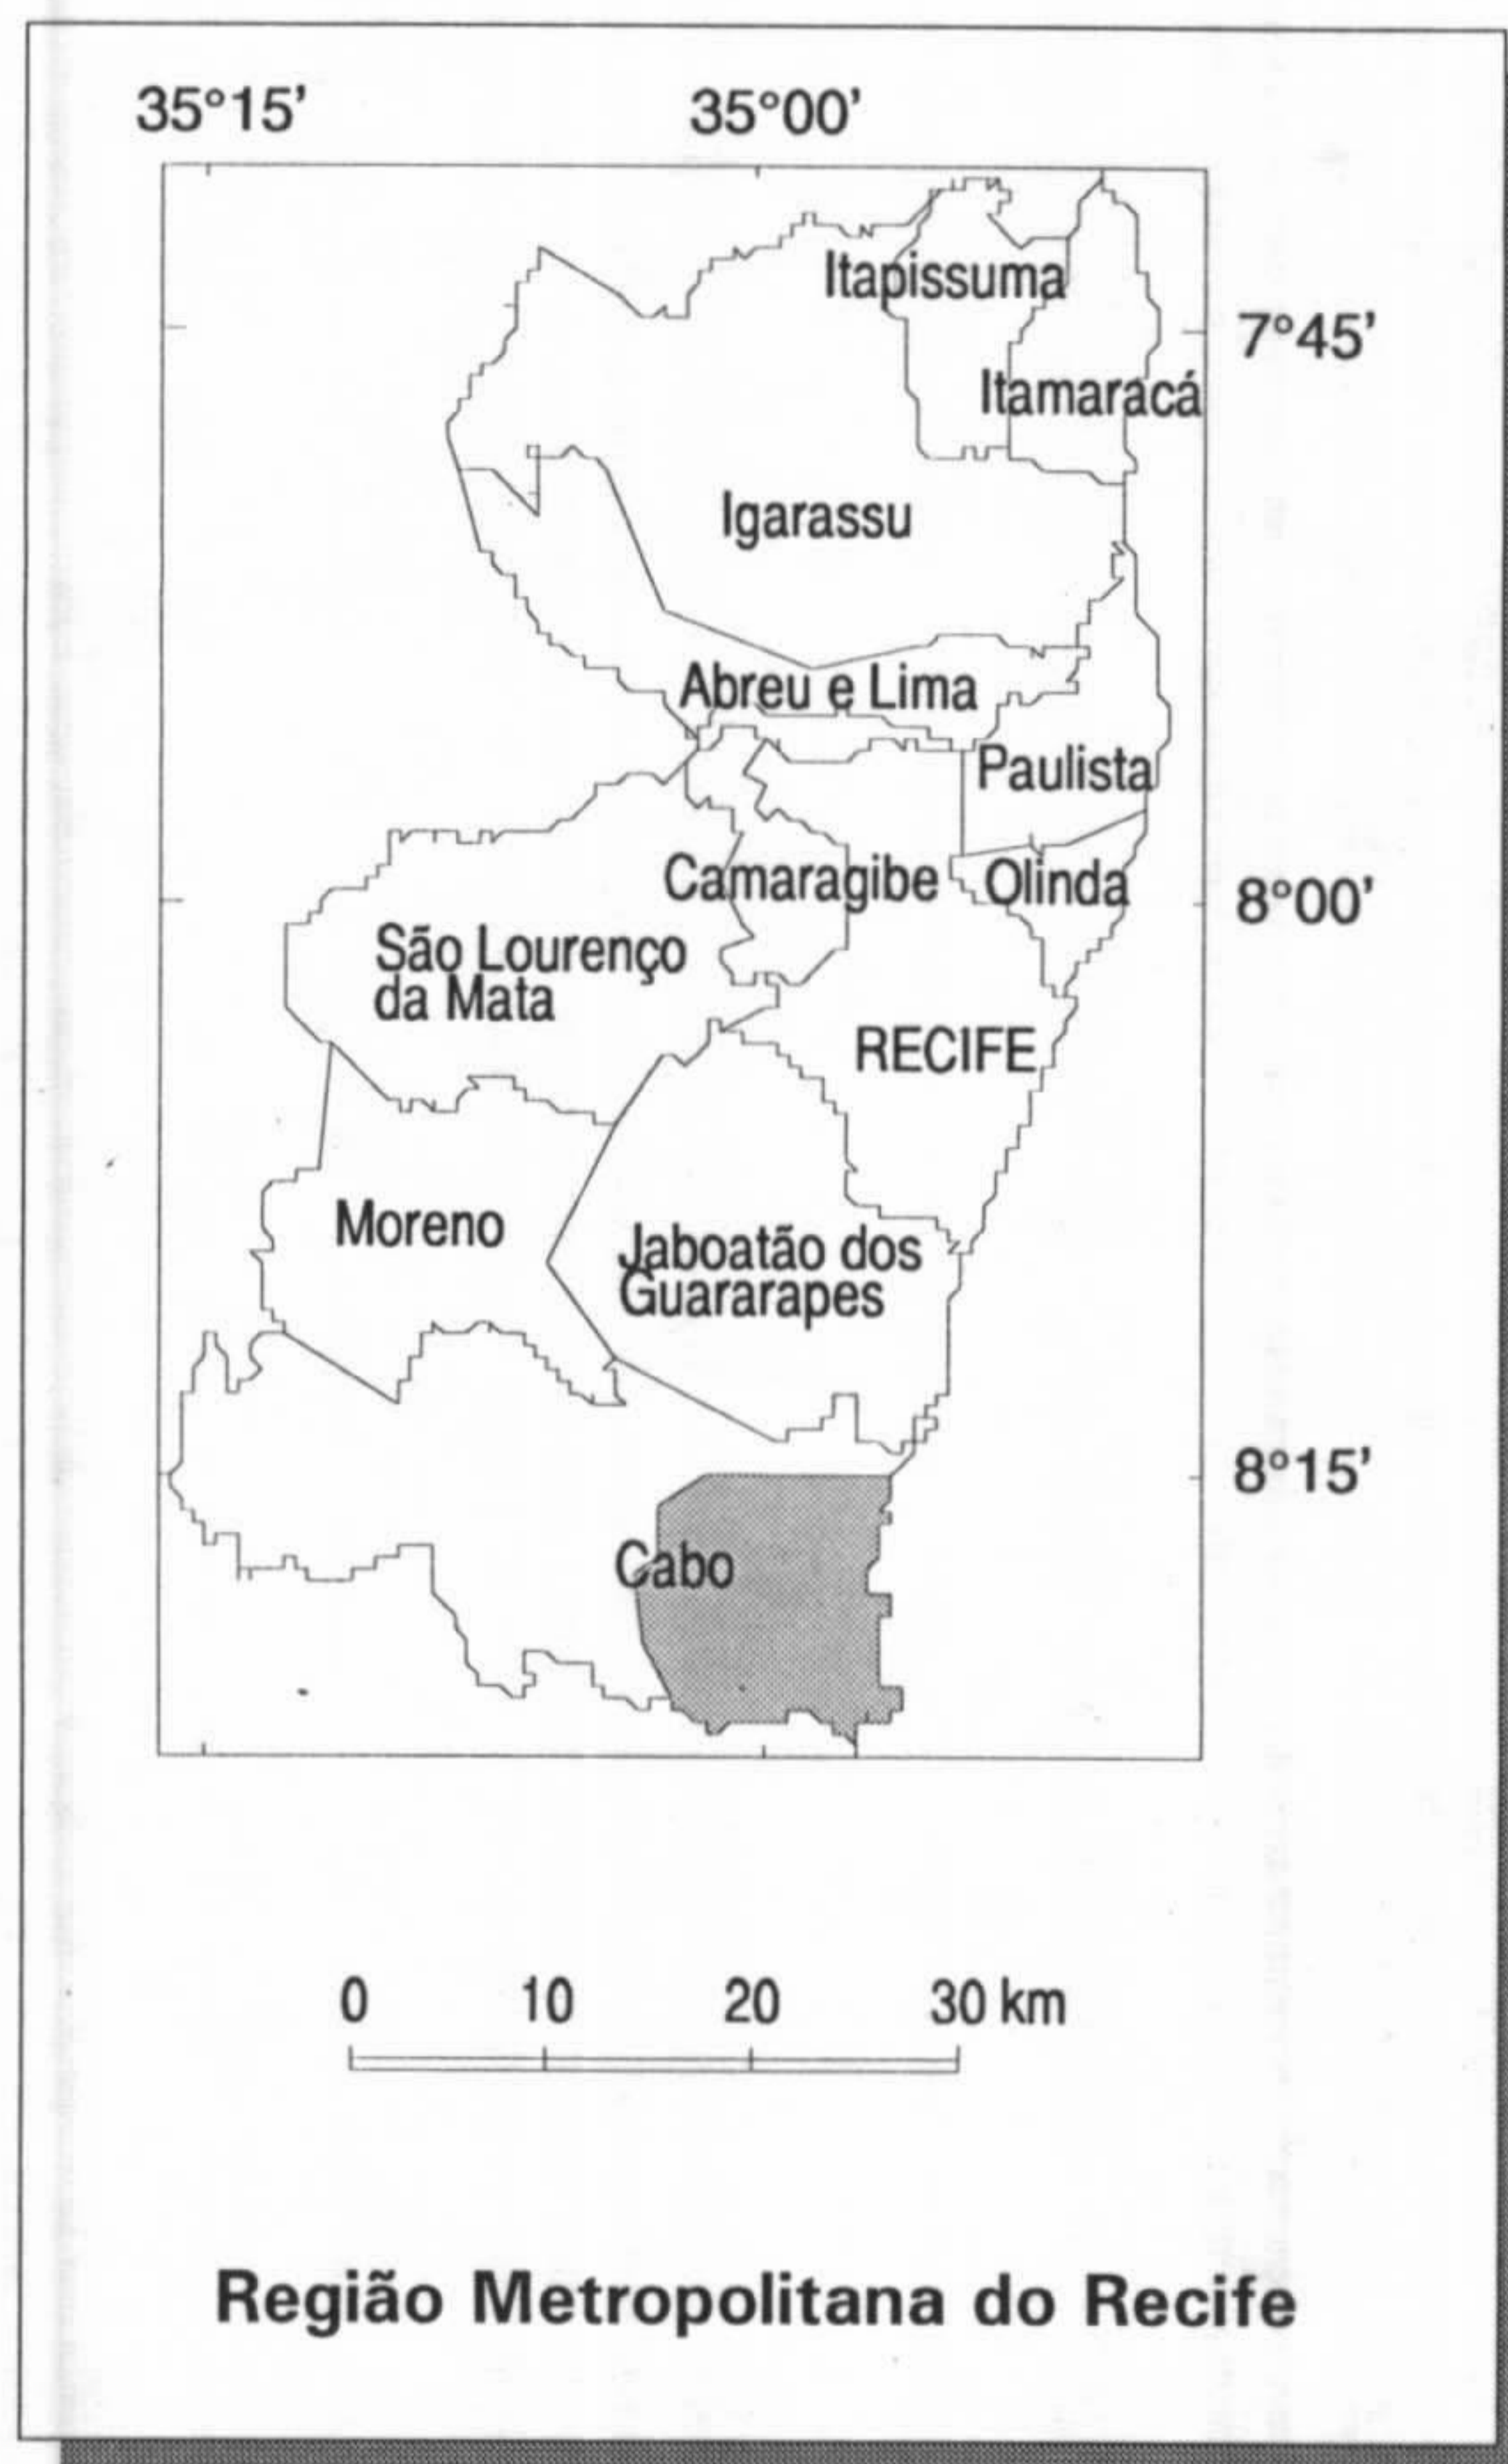 35°15’ 35°00’
Itapissuma
7°45’
Itamaracá
Igarassu
Abreu e Lima
Paulista
Camaragibe
Olinda
8°00’
São Lourenço
da Mata
RECIFE
Moreno
Jaboatão dos
Guararapes
8°15’
Cabo
0 10 20 30 km
Região Metropolitana do Recife